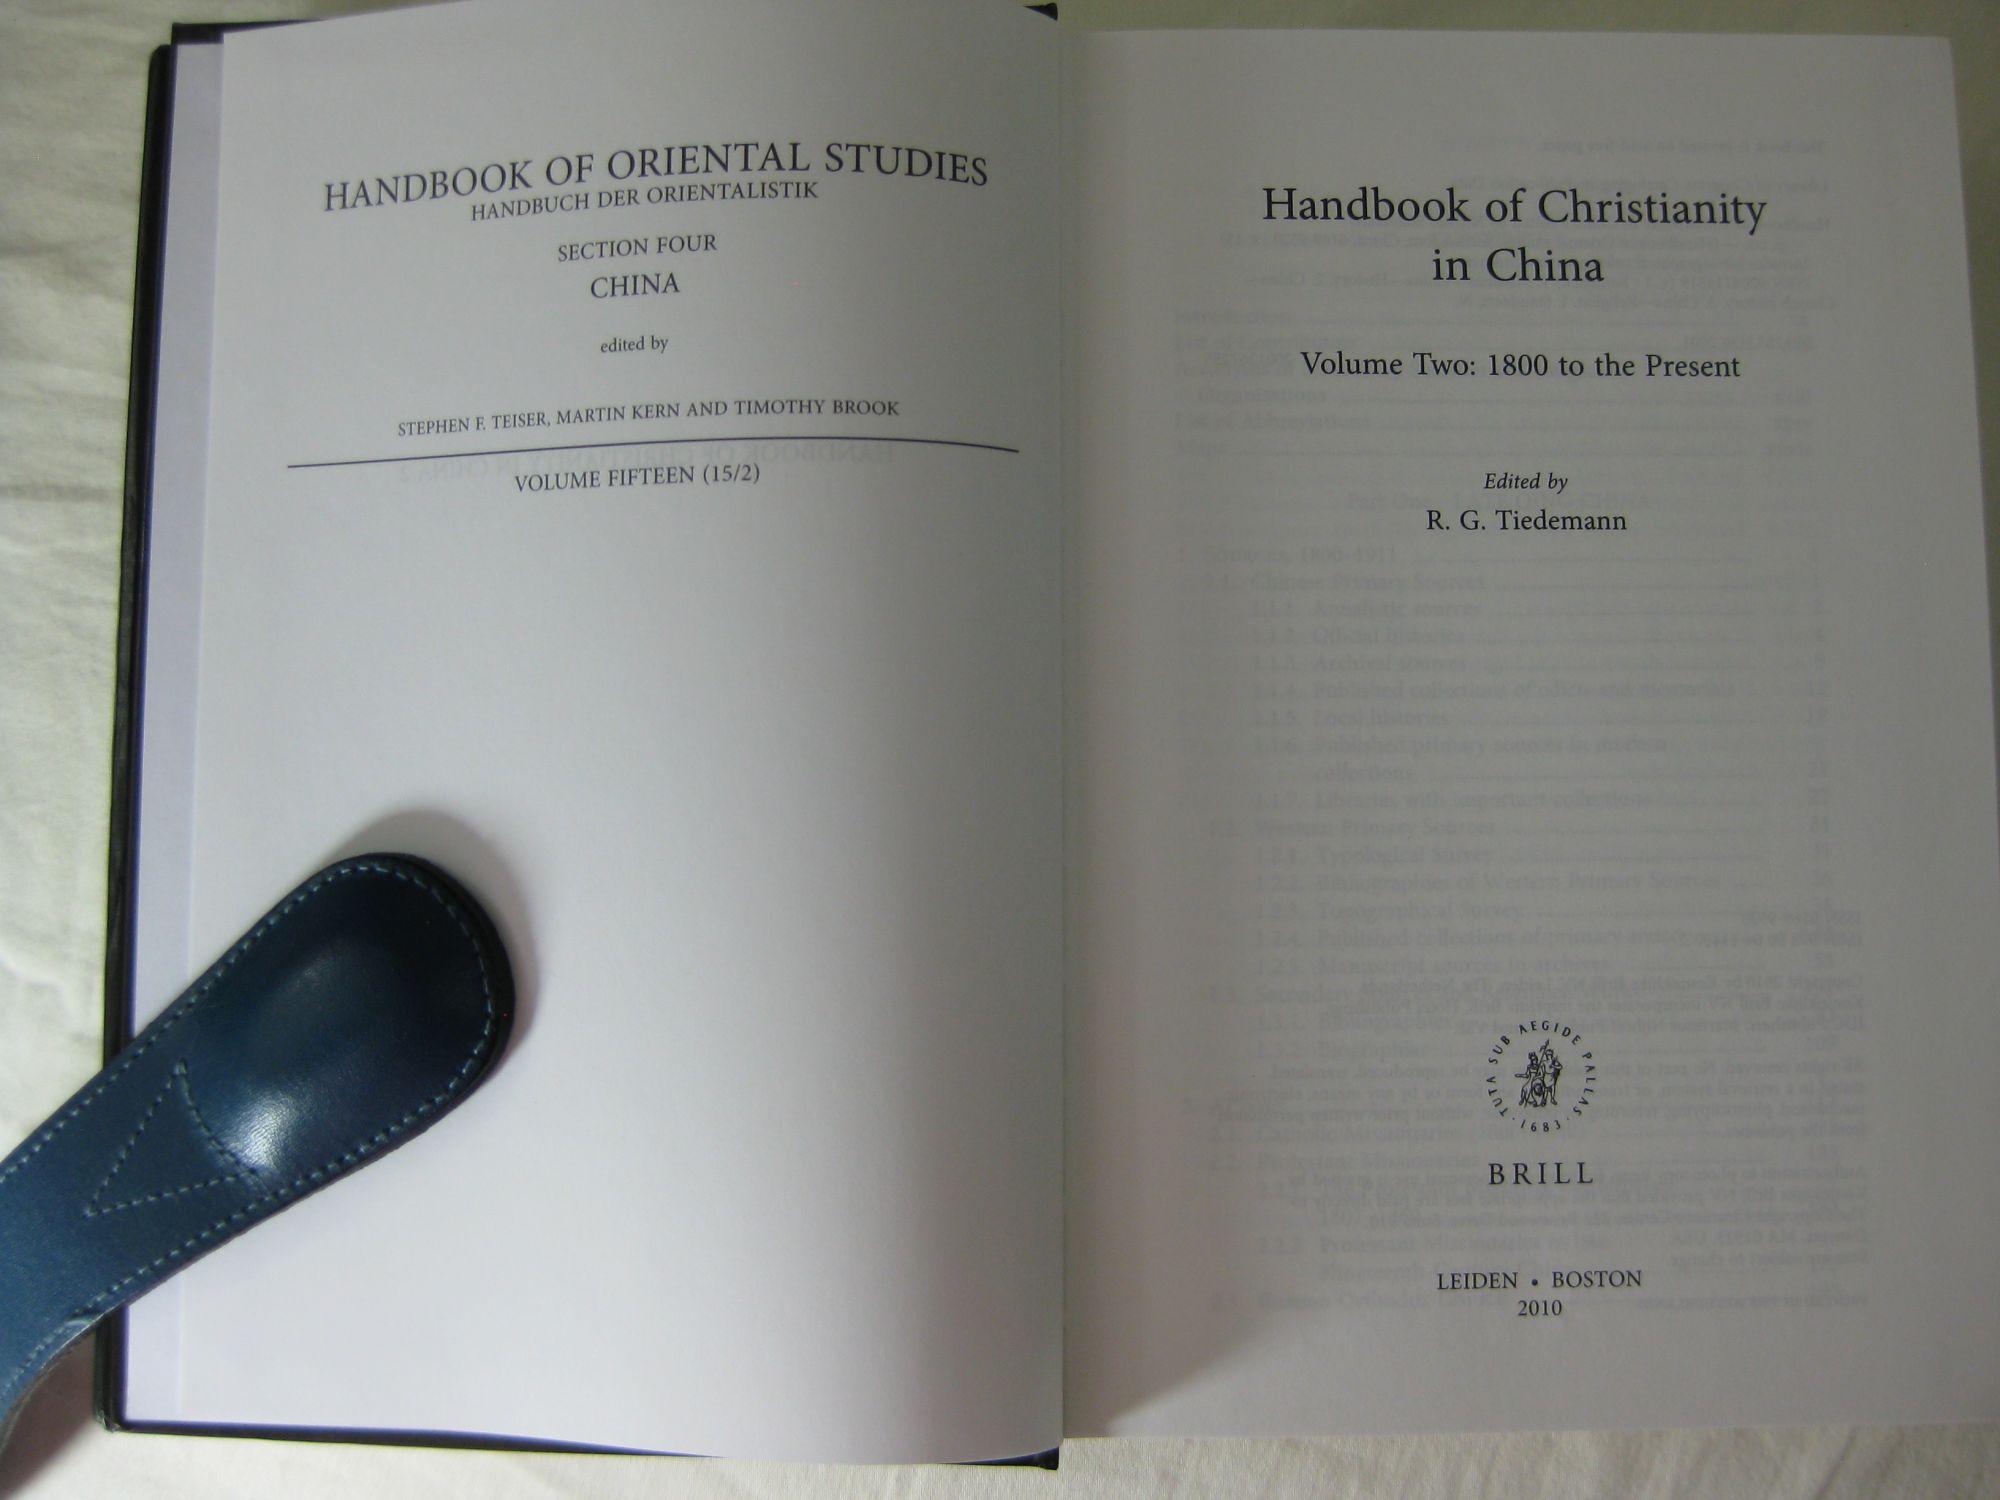 HANDBOOK OF ORIENTAL STUDIES
HANDBUCH DER ORIENTALISTIK
SECTION FOUR
CHINA
edited by
STEPHEN F. TEISER, MARTIN KERN AND TIMOTHY BROOK
VOLUME FIFTEEN (15/2)
Handbook of Christianity
in China
Volume Two: 1800 to the Present
Edited by
R. G. Tiedemann
TUTA SUB AEGIDE PALLAS
· 1683 ·
BRILL
LEIDEN • BOSTON
2010